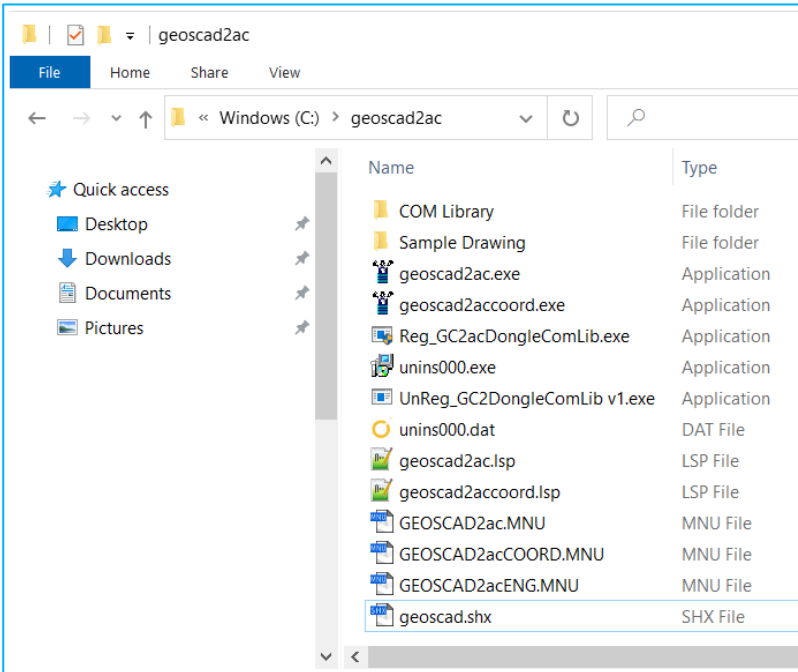 geoscad2ac
File Home Share View
« Windows (C:) > geoscad2ac
Name Type
Quick access
Desktop
Downloads
Documents
Pictures
COM Library File folder
Sample Drawing File folder
geoscad2ac.exe Application
geoscad2accoord.exe Application
Reg_GC2acDongleComLib.exe Application
unins000.exe Application
UnReg_GC2DongleComLib v1.exe Application
unins000.dat DAT File
geoscad2ac.lsp LSP File
geoscad2accoord.lsp LSP File
GEOSCAD2ac.MNU MNU File
GEOSCAD2acCOORD.MNU MNU File
GEOSCAD2acENG.MNU MNU File
geoscad.shx SHX File